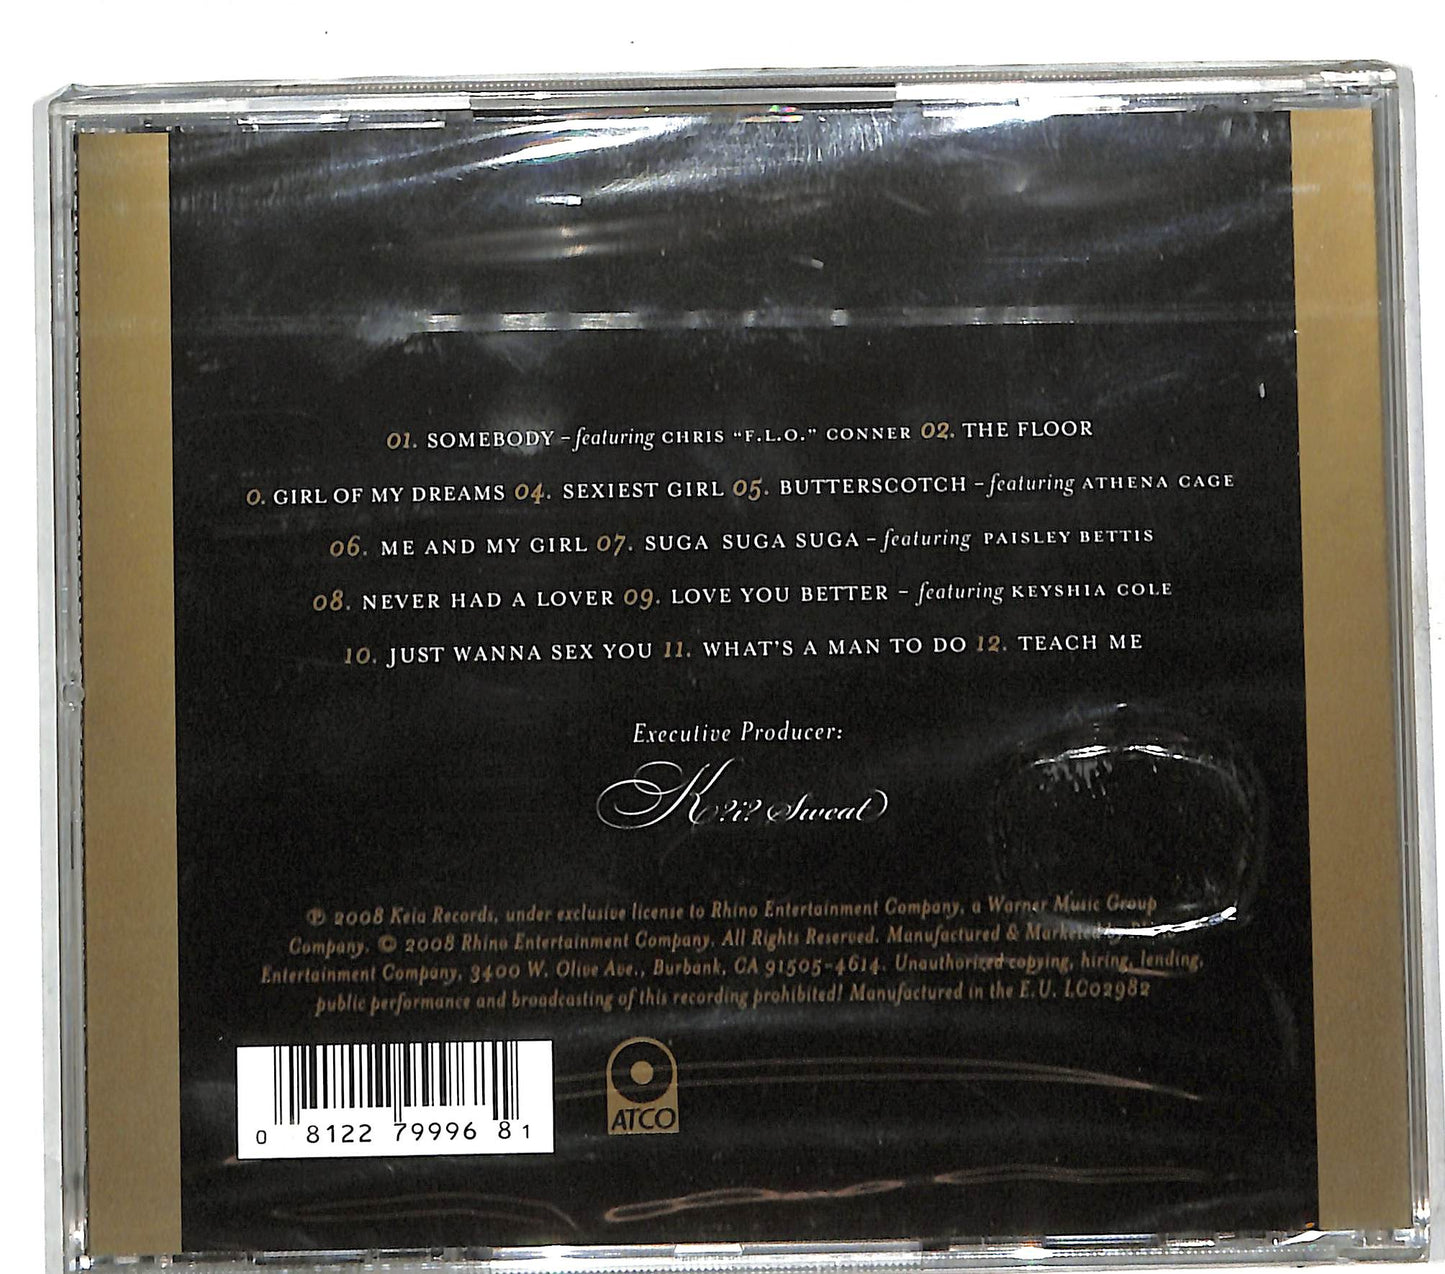 01. SOMEBODY – featuring CHRIS "F.L.O." CONNER 02. THE FLOOR
0. GIRL OF MY DREAMS 04. SEXIEST GIRL 05. BUTTERSCOTCH – featuring ATHENA CAGE
06. ME AND MY GIRL 07. SUGA SUGA SUGA – featuring PAISLEY BETTIS
08. NEVER HAD A LOVER 09. LOVE YOU BETTER – featuring KEYSHIA COLE
10. JUST WANNA SEX YOU 11. WHAT'S A MAN TO DO 12. TEACH ME
Executive Producer:
K?i? Sweat
℗ 2008 Keia Records, under exclusive license to Rhino Entertainment Company, a Warner Music Group
Company. © 2008 Rhino Entertainment Company. All Rights Reserved. Manufactured & Marketed by
Entertainment Company, 3400 W. Olive Ave., Burbank, CA 91505-4614. Unauthorized copying, hiring, lending,
public performance and broadcasting of this recording prohibited! Manufactured in the E.U. LC02982
0 81227 99996 81
ATCO